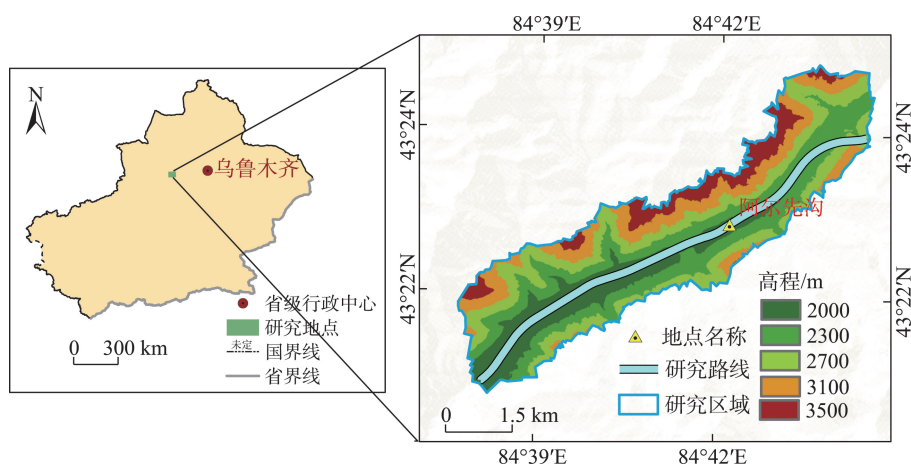 N
乌鲁木齐
省级行政中心
研究地点
未定
国界线
省界线
0 300 km
84°39′E 84°42′E
43°24′N
43°22′N
43°24′N
43°22′N
阿尔先沟
高程/m
2000
2300
2700
3100
3500
地点名称
研究路线
研究区域
0 1.5 km
84°39′E 84°42′E